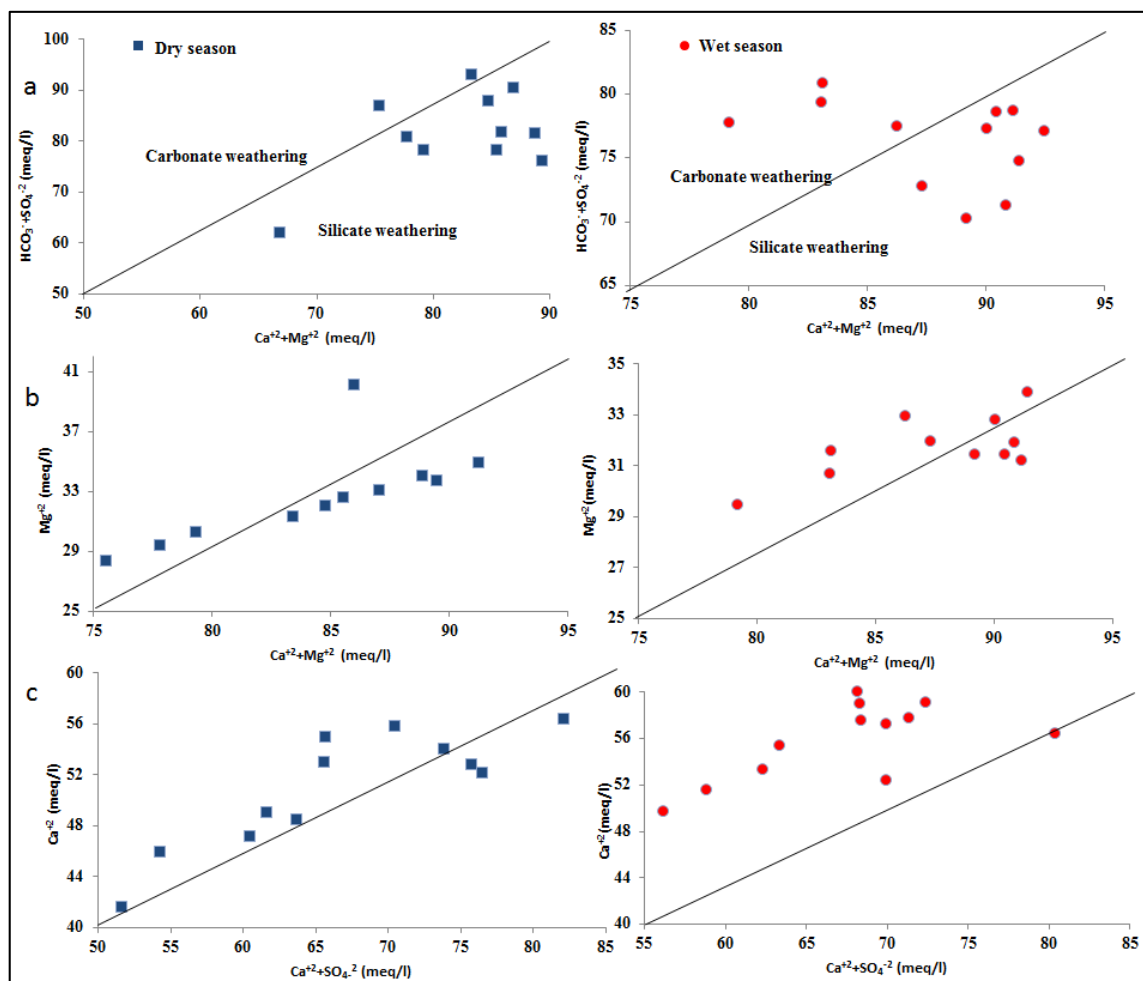 a
Dry season
100
90
80
70
60
50
HCO₃⁻+SO₄⁻² (meq/l)
Carbonate weathering
Silicate weathering
50 60 70 80 90
Ca⁺²+Mg⁺² (meq/l)
Wet season
85
80
75
70
65
HCO₃⁻+SO₄⁻² (meq/l)
Carbonate weathering
Silicate weathering
75 80 85 90 95
Ca⁺²+Mg⁺² (meq/l)
b
41
37
33
29
25
Mg⁺² (meq/l)
75 80 85 90 95
Ca⁺²+Mg⁺² (meq/l)
35
33
31
29
27
25
Mg⁺²(meq/l)
75 80 85 90 95
Ca⁺²+Mg⁺² (meq/l)
c
60
56
52
48
44
40
Ca⁺² (meq/l)
50 55 60 65 70 75 80 85
Ca⁺²+SO₄-² (meq/l)
60
56
52
48
44
40
Ca⁺²(meq/l)
55 60 65 70 75 80 85
Ca⁺²+SO₄⁻² (meq/l)